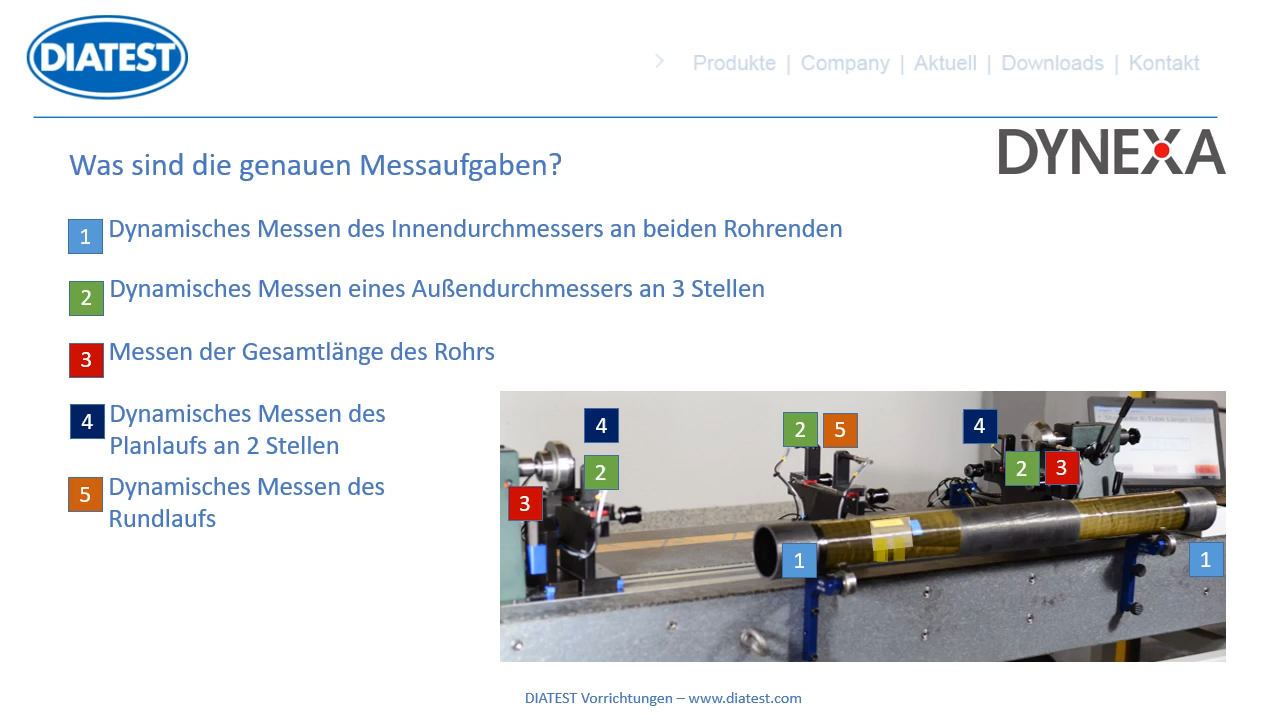 DIATEST
Produkte | Company | Aktuell | Downloads | Kontakt
DYNEXA
Was sind die genauen Messaufgaben?
1 Dynamisches Messen des Innendurchmessers an beiden Rohrenden
2 Dynamisches Messen eines Außendurchmessers an 3 Stellen
3 Messen der Gesamtlänge des Rohrs
4 Dynamisches Messen des
Planlaufs an 2 Stellen
5 Dynamisches Messen des
Rundlaufs
4
2 5
4
2
2 3
3
1
1
DIATEST Vorrichtungen – www.diatest.com